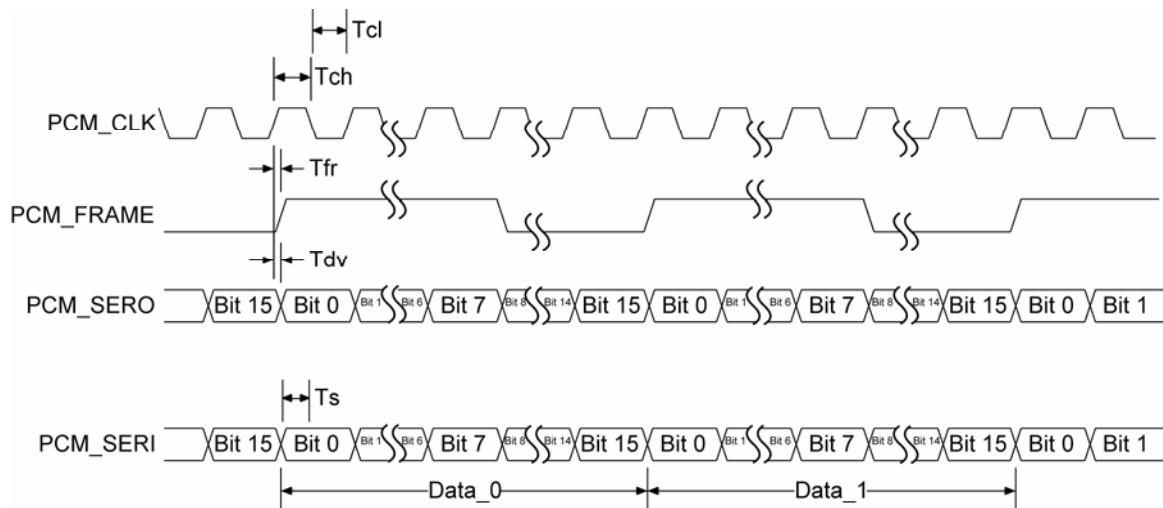 Tcl
Tch
PCM_CLK
Tfr
PCM_FRAME
Tdv
PCM_SERO Bit 15 Bit 0 Bit 1 Bit 6 Bit 7 Bit 8 Bit 14 Bit 15 Bit 0 Bit 1 Bit 6 Bit 7 Bit 8 Bit 14 Bit 15 Bit 0 Bit 1
Ts
PCM_SERI Bit 15 Bit 0 Bit 1 Bit 6 Bit 7 Bit 8 Bit 14 Bit 15 Bit 0 Bit 1 Bit 6 Bit 7 Bit 8 Bit 14 Bit 15 Bit 0 Bit 1
Data_0 Data_1